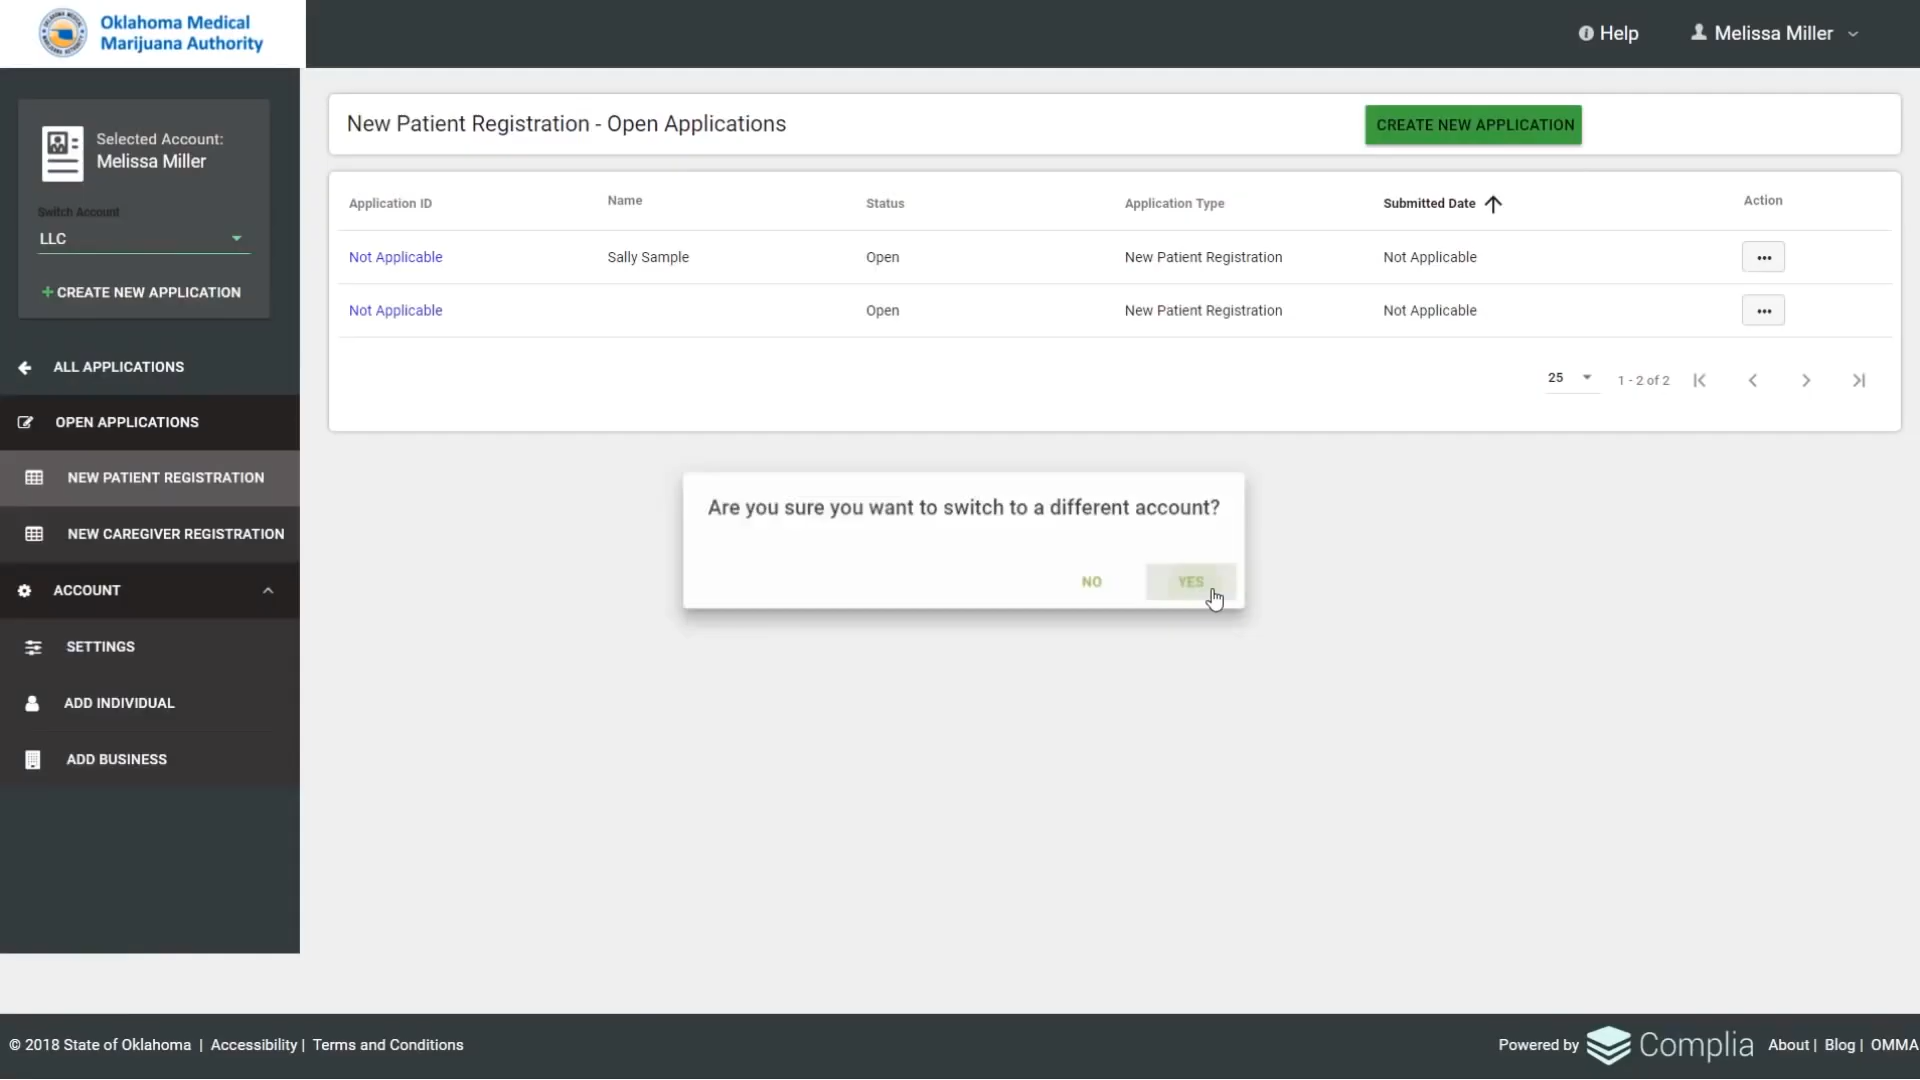 Oklahoma Medical
Marijuana Authority
Help
Melissa Miller
Selected Account:
Melissa Miller
Switch Account
LLC
+ CREATE NEW APPLICATION
ALL APPLICATIONS
OPEN APPLICATIONS
NEW PATIENT REGISTRATION
NEW CAREGIVER REGISTRATION
ACCOUNT
SETTINGS
ADD INDIVIDUAL
ADD BUSINESS
New Patient Registration - Open Applications
CREATE NEW APPLICATION
Application ID Name Status Application Type Submitted Date Action
Not Applicable Sally Sample Open New Patient Registration Not Applicable ...
Not Applicable Open New Patient Registration Not Applicable ...
25 1 - 2 of 2
Are you sure you want to switch to a different account?
NO YES
© 2018 State of Oklahoma | Accessibility | Terms and Conditions
Powered by Complia About | Blog | OMMA